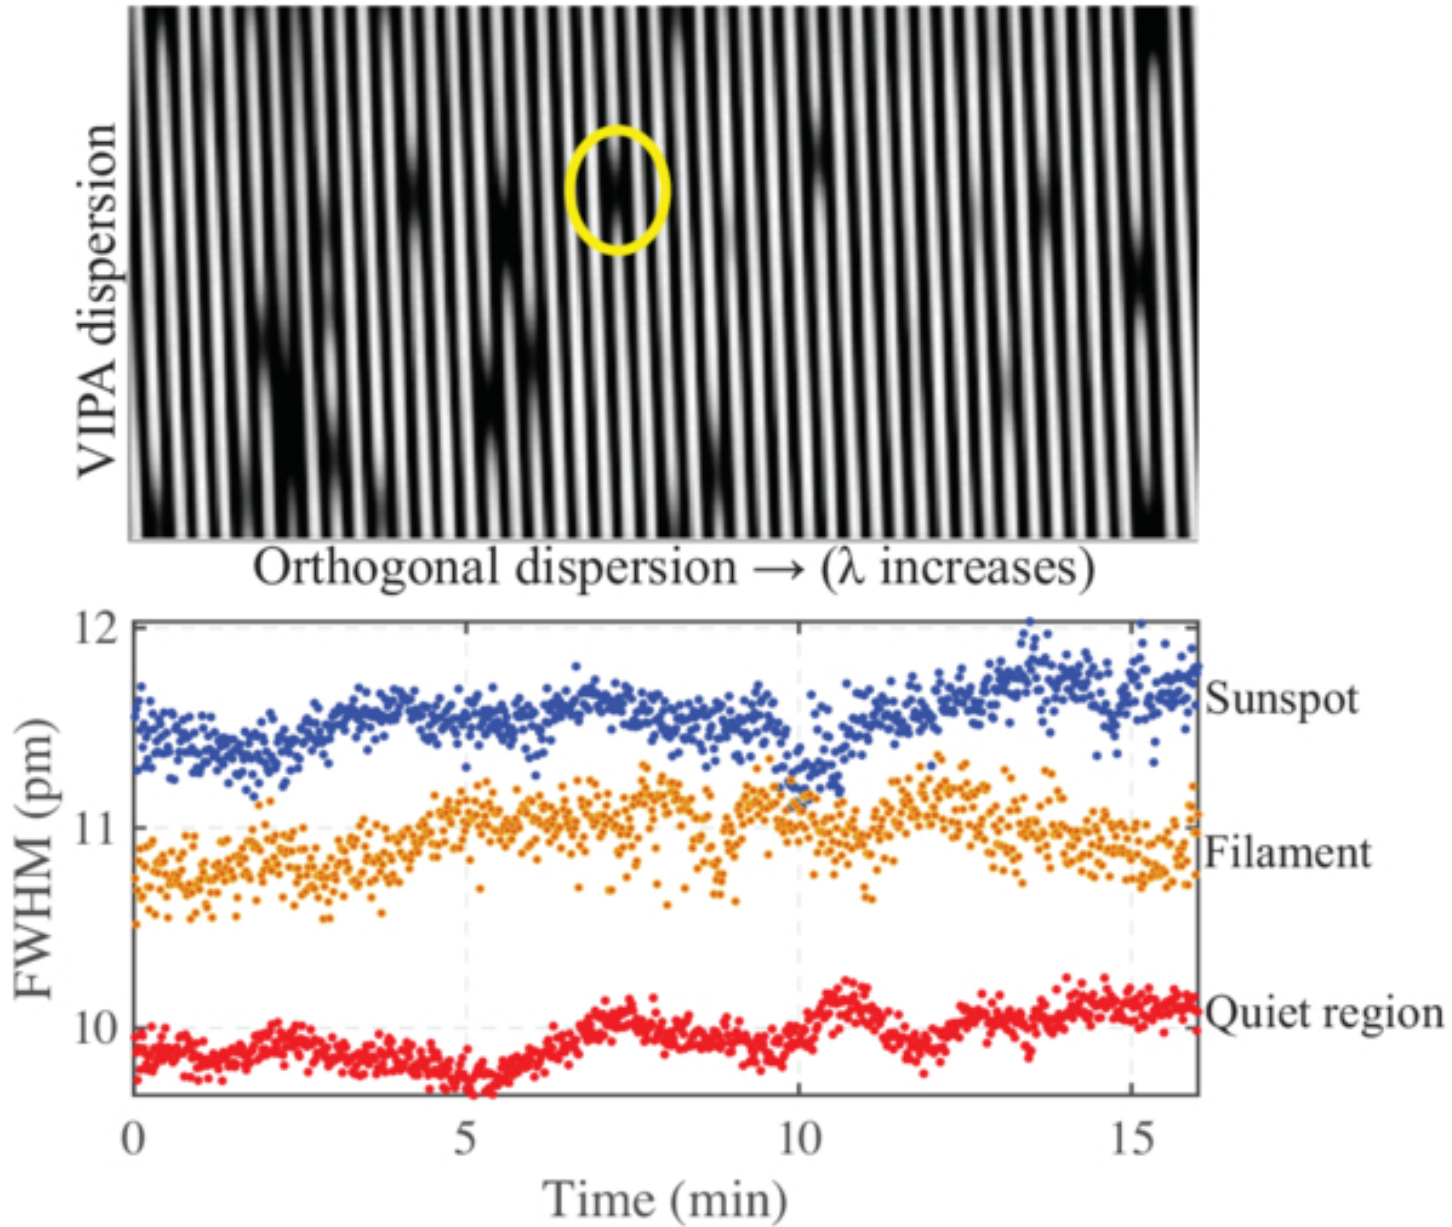 VIPA dispersion
Orthogonal dispersion → (λ increases)
12
11
10
FWHM (pm)
Sunspot
Filament
Quiet region
0 5 10 15
Time (min)